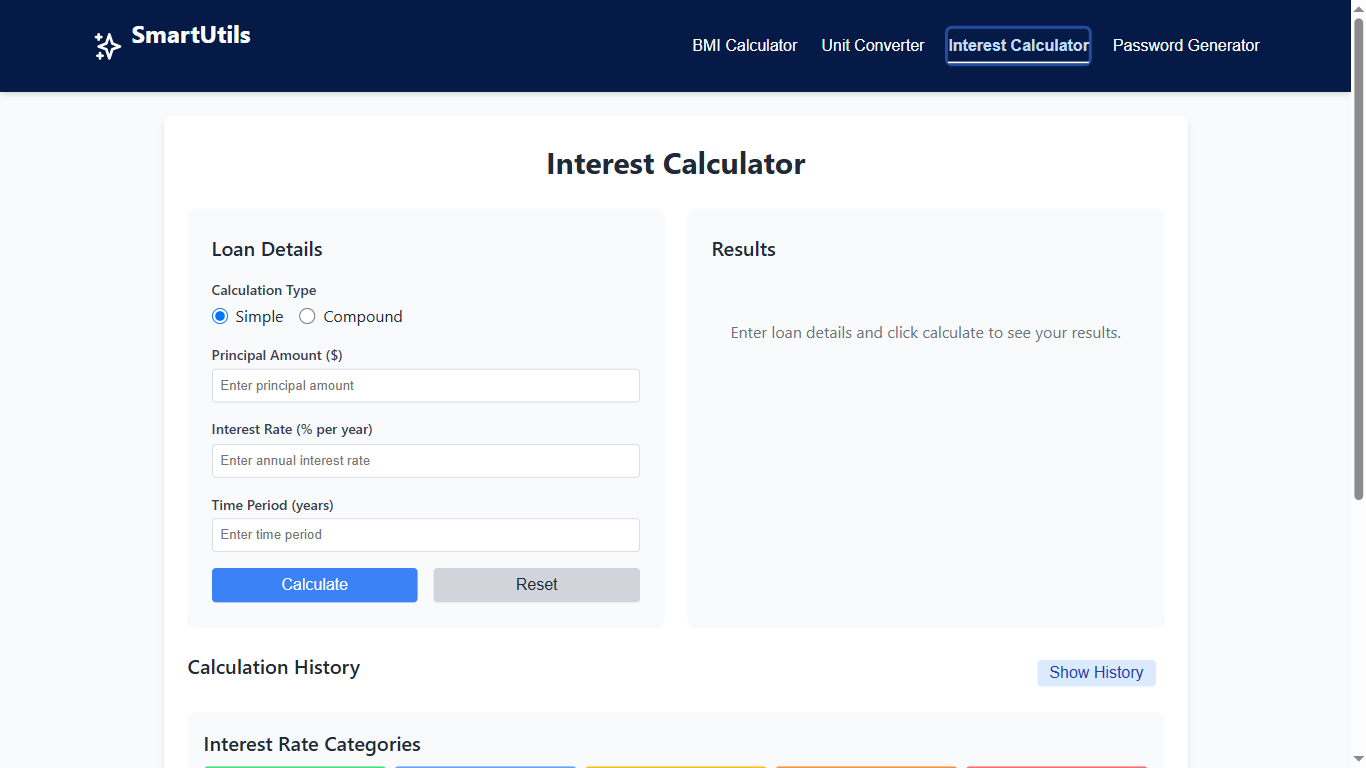 SmartUtils
BMI Calculator Unit Converter Interest Calculator Password Generator
Interest Calculator
Loan Details
Calculation Type
Simple Compound
Principal Amount ($)
Enter principal amount
Interest Rate (% per year)
Enter annual interest rate
Time Period (years)
Enter time period
Calculate Reset
Results
Enter loan details and click calculate to see your results.
Calculation History
Show History
Interest Rate Categories